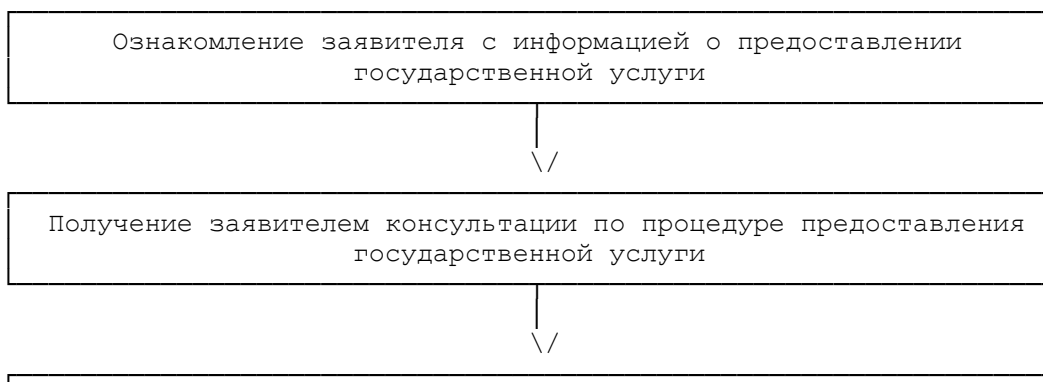 Ознакомление заявителя с информацией о предоставлении
государственной услуги
\/
Получение заявителем консультации по процедуре предоставления
государственной услуги
\/